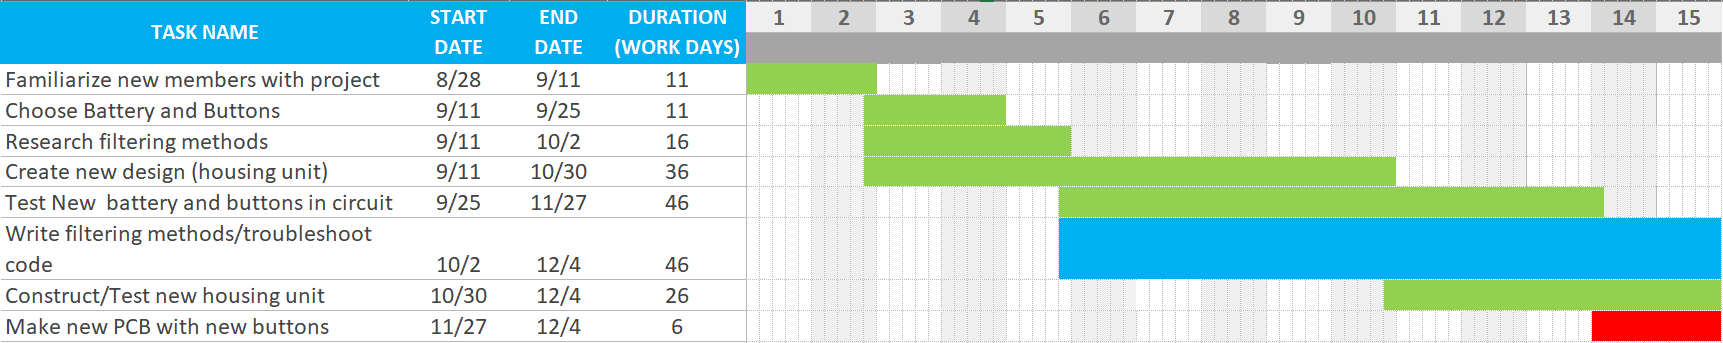 TASK NAME START DATE END DATE DURATION (WORK DAYS) 1 2 3 4 5 6 7 8 9 10 11 12 13 14 15
Familiarize new members with project 8/28 9/11 11
Choose Battery and Buttons 9/11 9/25 11
Research filtering methods 9/11 10/2 16
Create new design (housing unit) 9/11 10/30 36
Test New  battery and buttons in circuit 9/25 11/27 46
Write filtering methods/troubleshoot
code 10/2 12/4 46
Construct/Test new housing unit 10/30 12/4 26
Make new PCB with new buttons 11/27 12/4 6